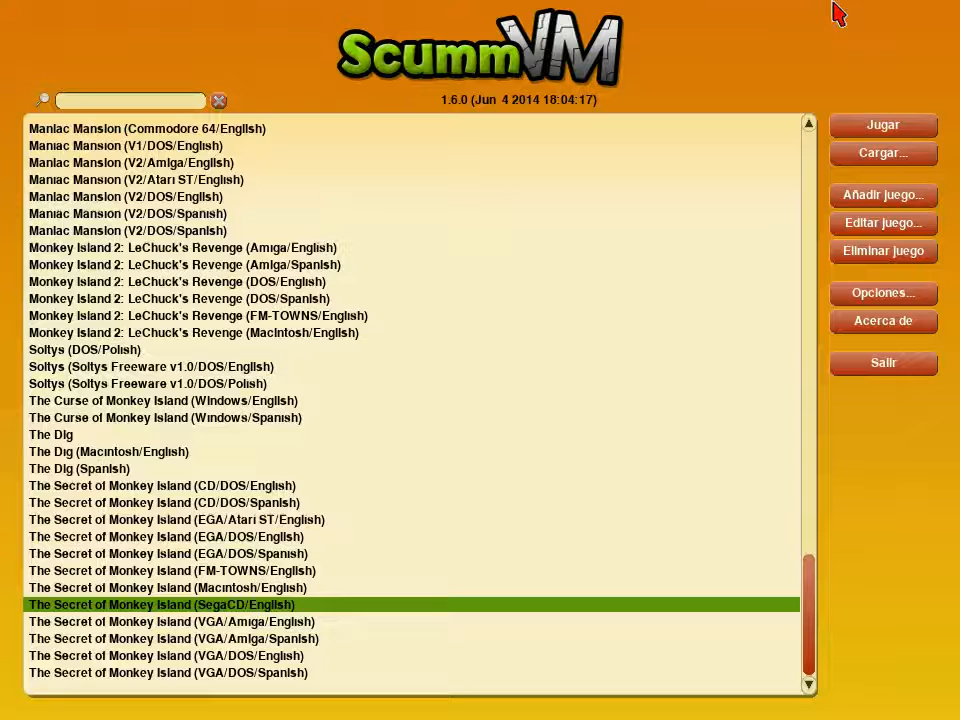 ScummVM
1.6.0 (Jun 4 2014 18:04:17)
Maniac Mansion (Commodore 64/English)
Maniac Mansion (V1/DOS/English)
Maniac Mansion (V2/Amiga/English)
Maniac Mansion (V2/Atari ST/English)
Maniac Mansion (V2/DOS/English)
Maniac Mansion (V2/DOS/Spanish)
Maniac Mansion (V2/DOS/Spanish)
Monkey Island 2: LeChuck's Revenge (Amiga/English)
Monkey Island 2: LeChuck's Revenge (Amiga/Spanish)
Monkey Island 2: LeChuck's Revenge (DOS/English)
Monkey Island 2: LeChuck's Revenge (DOS/Spanish)
Monkey Island 2: LeChuck's Revenge (FM-TOWNS/English)
Monkey Island 2: LeChuck's Revenge (Macintosh/English)
Soltys (DOS/Polish)
Soltys (Soltys Freeware v1.0/DOS/English)
Soltys (Soltys Freeware v1.0/DOS/Polish)
The Curse of Monkey Island (Windows/English)
The Curse of Monkey Island (Windows/Spanish)
The Dig
The Dig (Macintosh/English)
The Dig (Spanish)
The Secret of Monkey Island (CD/DOS/English)
The Secret of Monkey Island (CD/DOS/Spanish)
The Secret of Monkey Island (EGA/Atari ST/English)
The Secret of Monkey Island (EGA/DOS/English)
The Secret of Monkey Island (EGA/DOS/Spanish)
The Secret of Monkey Island (FM-TOWNS/English)
The Secret of Monkey Island (Macintosh/English)
The Secret of Monkey Island (SegaCD/English)
The Secret of Monkey Island (VGA/Amiga/English)
The Secret of Monkey Island (VGA/Amiga/Spanish)
The Secret of Monkey Island (VGA/DOS/English)
The Secret of Monkey Island (VGA/DOS/Spanish)
Jugar
Cargar...
Añadir juego...
Editar juego...
Eliminar juego
Opciones...
Acerca de
Salir